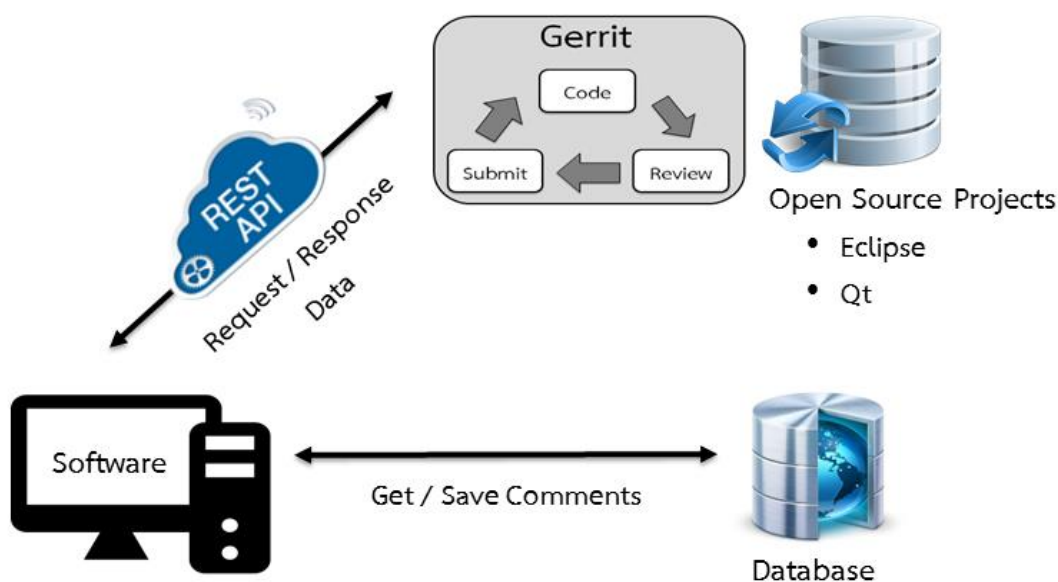 Gerrit
Code
Submit
Review
REST
API
Request / Response
Data
Open Source Projects
• Eclipse
• Qt
Software
Get / Save Comments
Database